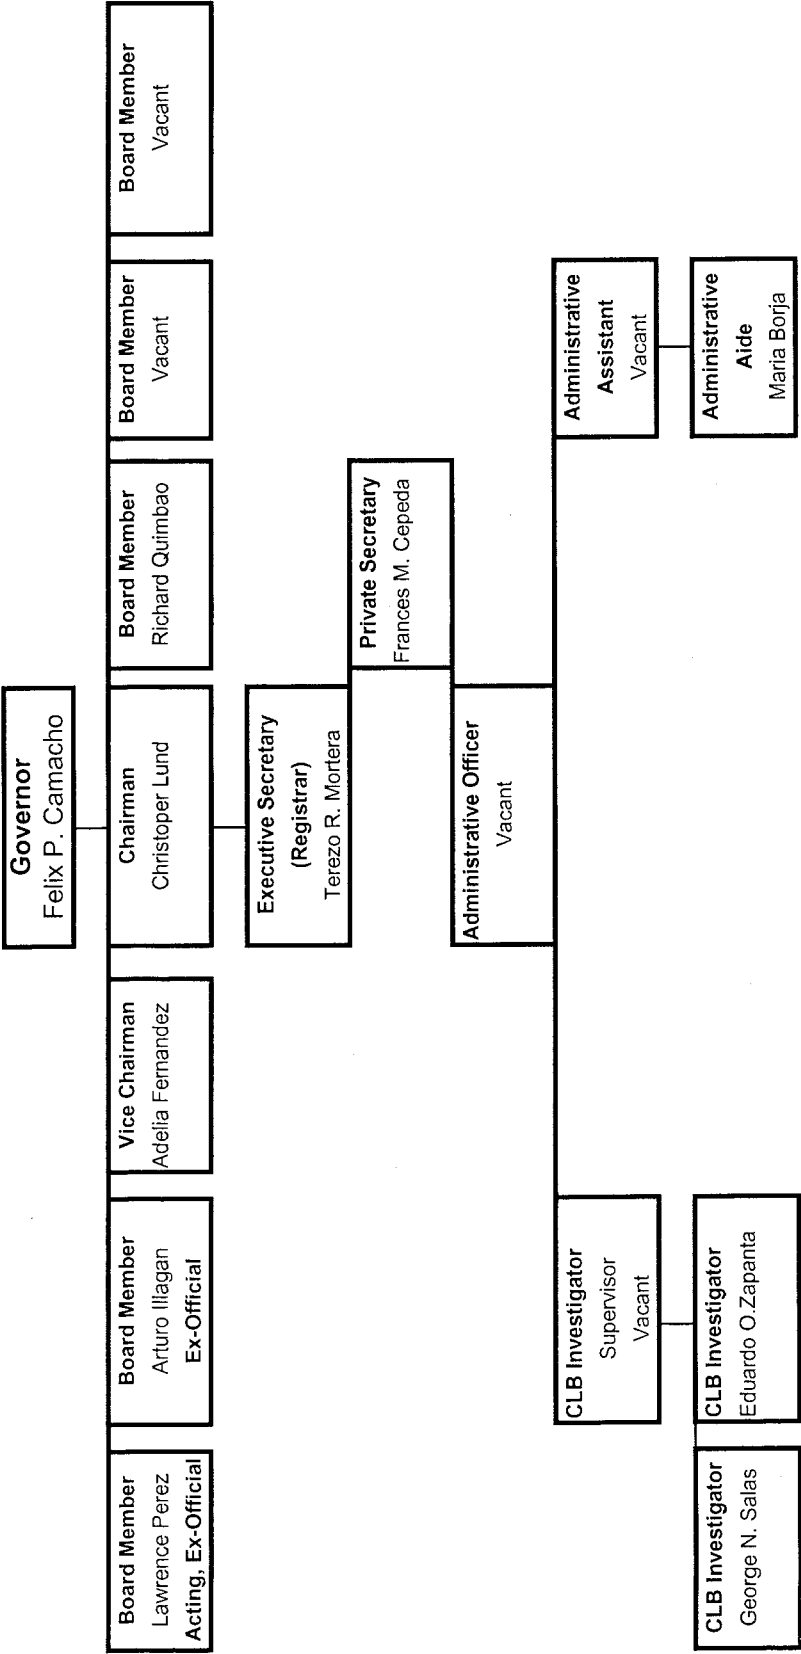 Governor
Felix P. Camacho
Board Member
Lawrence Perez
Acting, Ex-Official
Board Member
Arturo Illagan
Ex-Official
Vice Chairman
Adelia Fernandez
Chairman
Christoper Lund
Board Member
Richard Quimbao
Board Member
Vacant
Board Member
Vacant
Executive Secretary
(Registrar)
Terezo R. Mortera
Private Secretary
Frances M. Cepeda
Administrative Officer
Vacant
CLB Investigator
Supervisor
Vacant
Administrative
Assistant
Vacant
CLB Investigator
George N. Salas
CLB Investigator
Eduardo O.Zapanta
Administrative
Aide
Maria Borja